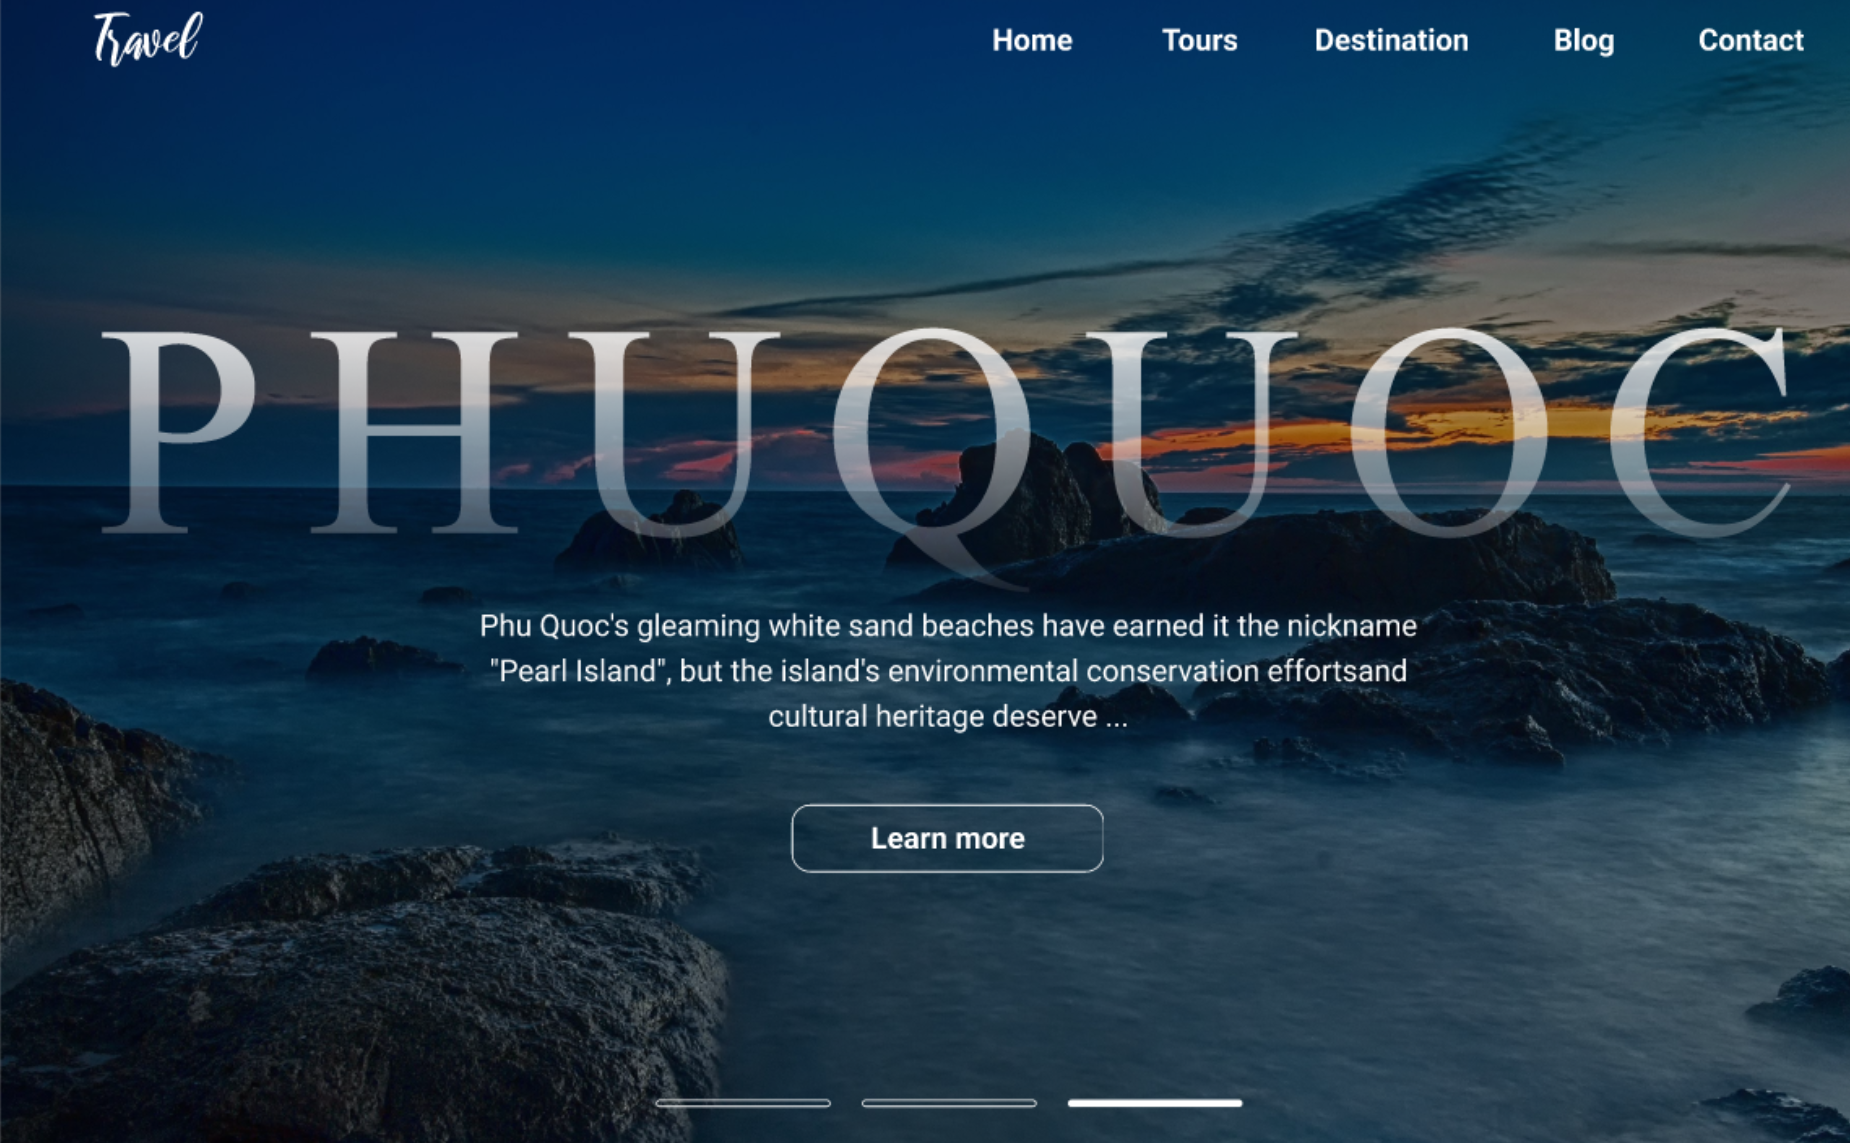 Travel
Home Tours Destination Blog Contact
PHUQUOC
Phu Quoc's gleaming white sand beaches have earned it the nickname
"Pearl Island", but the island's environmental conservation effortsand
cultural heritage deserve ...
Learn more